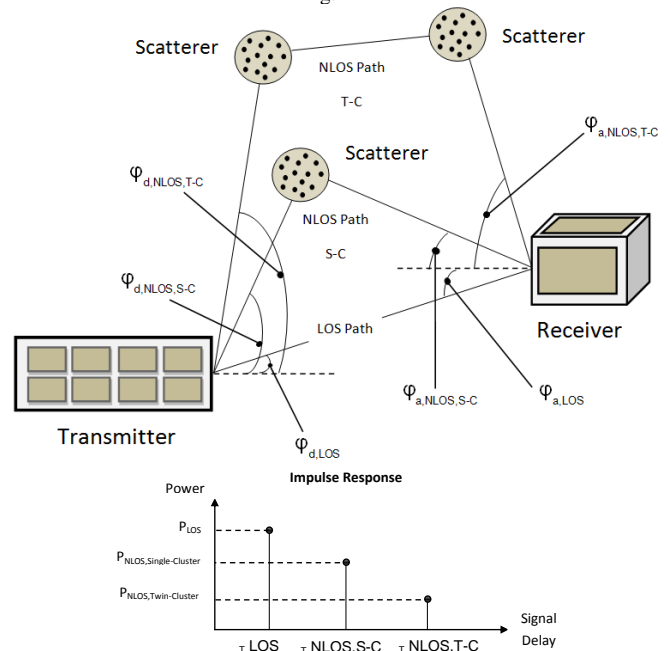 Scatterer
Scatterer
NLOS Path
T-C
φa,NLOS,T-C
Scatterer
φd,NLOS,T-C
NLOS Path
S-C
φd,NLOS,S-C
LOS Path
Receiver
φa,NLOS,S-C
φa,LOS
Transmitter
φd,LOS
Impulse Response
Power
PLOS
PNLOS,Single-Cluster
PNLOS,Twin-Cluster
Signal
Delay
τ LOS
τ NLOS,S-C
τ NLOS,T-C